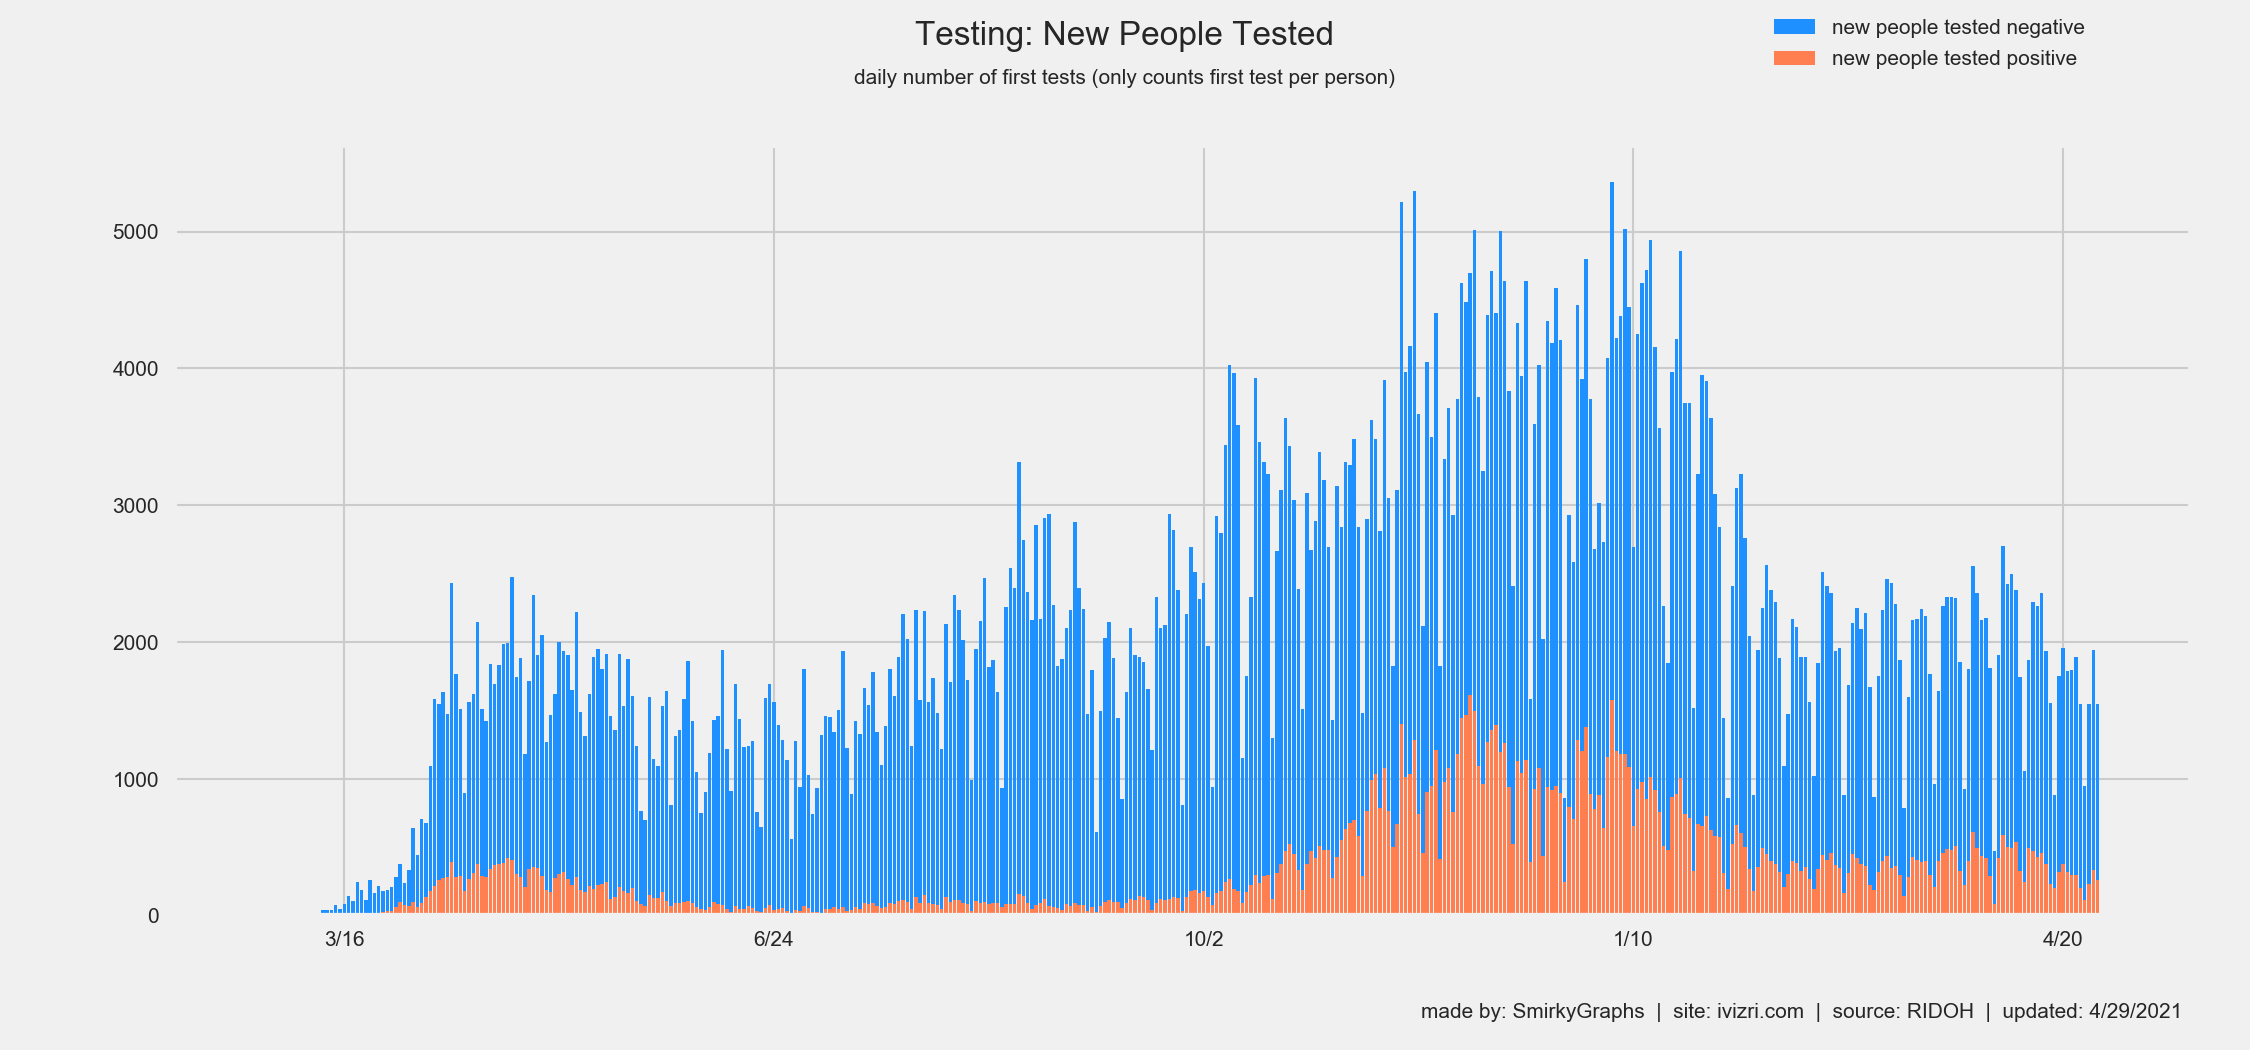 Testing: New People Tested
daily number of first tests (only counts first test per person)
new people tested negative
new people tested positive
5000
4000
3000
2000
1000
0
3/16
6/24
10/2
1/10
4/20
made by: SmirkyGraphs | site: ivizri.com | source: RIDOH | updated: 4/29/2021